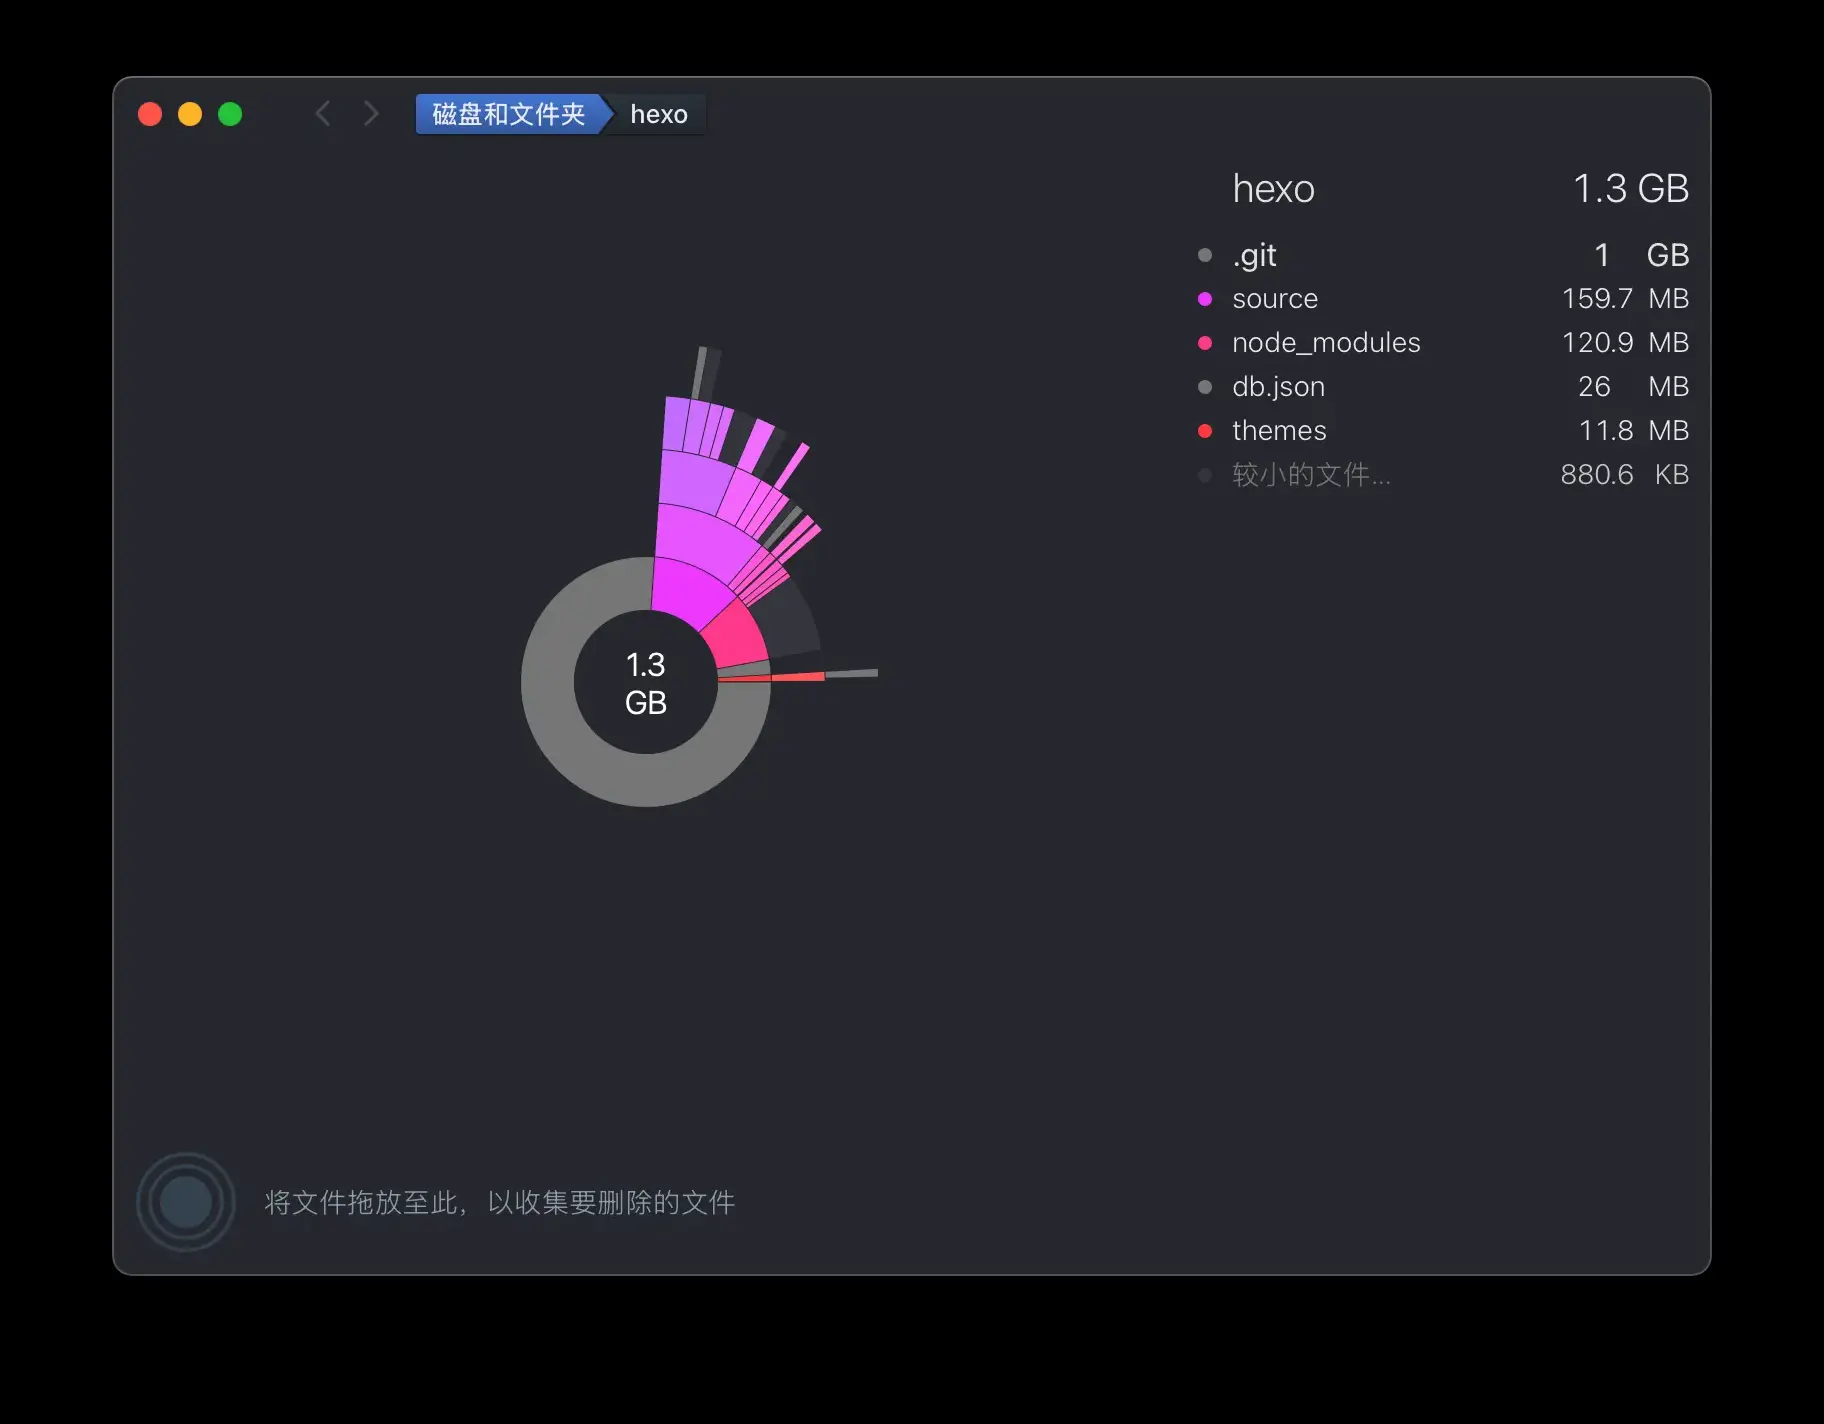 磁盘和文件夹 hexo
hexo 1.3 GB
.git 1 GB
source 159.7 MB
node_modules 120.9 MB
db.json 26 MB
themes 11.8 MB
较小的文件... 880.6 KB
1.3
GB
将文件拖放至此，以收集要删除的文件